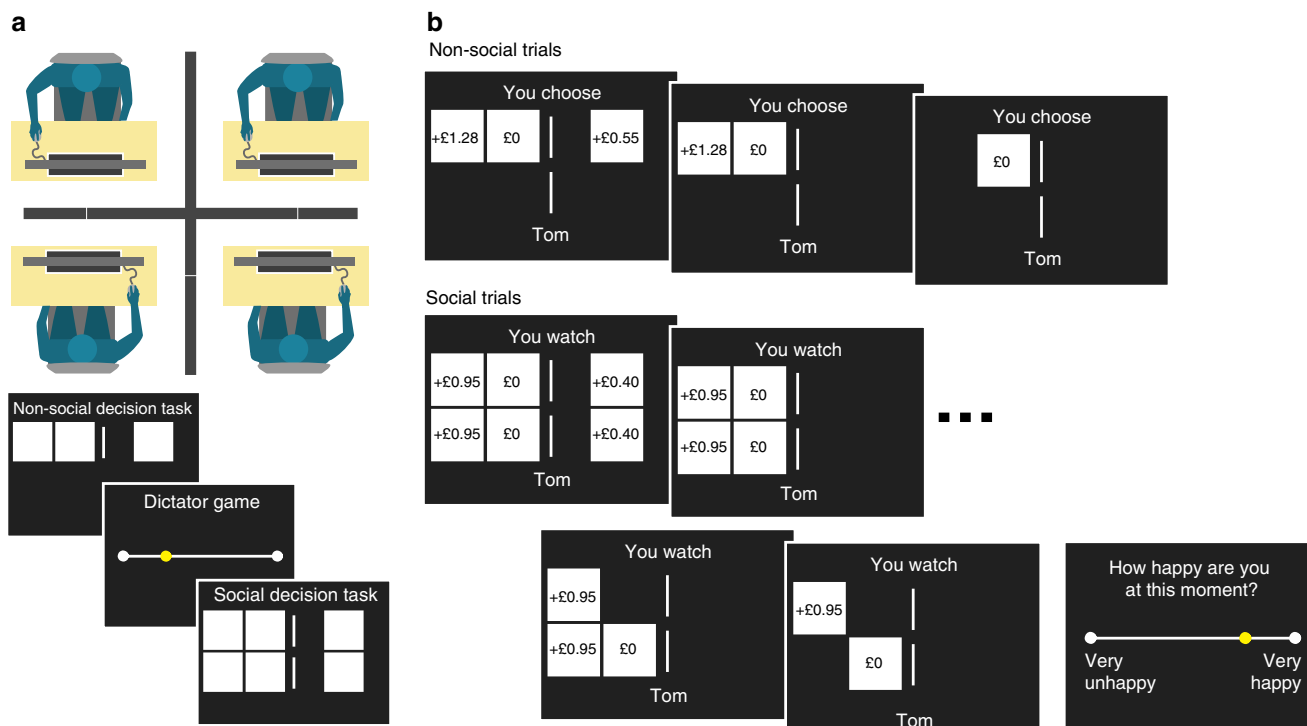 a
Non-social decision task
Dictator game
Social decision task
b
Non-social trials
You choose
+£1.28 £0 +£0.55
Tom
You choose
+£1.28 £0
Tom
You choose
£0
Tom
Social trials
You watch
+£0.95 £0 +£0.40
+£0.95 £0 +£0.40
Tom
You watch
+£0.95 £0
+£0.95 £0
Tom
You watch
+£0.95
+£0.95 £0
Tom
You watch
+£0.95
£0
Tom
How happy are you
at this moment?
Very Very
unhappy happy